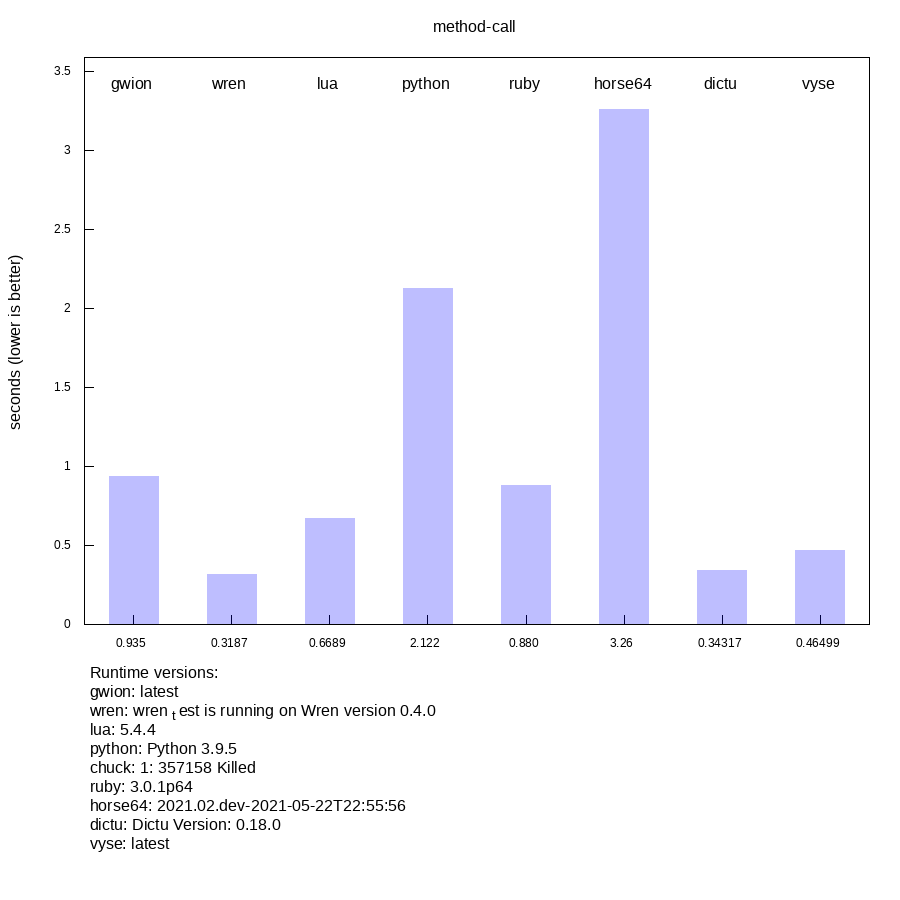 method-call
3.5
gwion wren lua python ruby horse64 dictu vyse
3
2.5
2
1.5
1
0.5
0
seconds (lower is better)
0.935 0.3187 0.6689 2.122 0.880 3.26 0.34317 0.46499
Runtime versions:
gwion: latest
wren: wren t est is running on Wren version 0.4.0
lua: 5.4.4
python: Python 3.9.5
chuck: 1: 357158 Killed
ruby: 3.0.1p64
horse64: 2021.02.dev-2021-05-22T22:55:56
dictu: Dictu Version: 0.18.0
vyse: latest